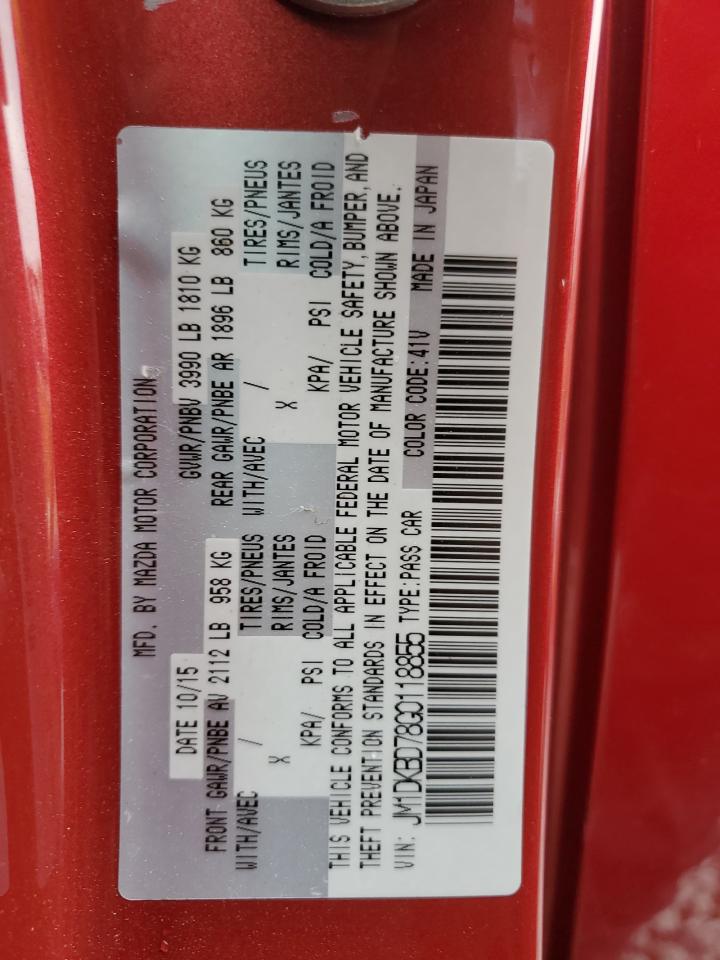 MFD. BY MAZDA MOTOR CORPORATION
DATE 10/15 GVWR/PNBV 3990 LB 1810 KG
FRONT GAWR/PNBE AV 2112 LB 958 KG REAR GAWR/PNBE AR 1896 LB 860 KG
WITH/AVEC / TIRES/PNEUS WITH/AVEC / TIRES/PNEUS
X RIMS/JANTES X RIMS/JANTES
KPA/ PSI COLD/A FROID KPA/ PSI COLD/A FROID
THIS VEHICLE CONFORMS TO ALL APPLICABLE FEDERAL MOTOR VEHICLE SAFETY,BUMPER,AND
THEFT PREVENTION STANDARDS IN EFFECT ON THE DATE OF MANUFACTURE SHOWN ABOVE.
VIN: JM1DKBD78G0118855 TYPE:PASS CAR COLOR CODE:41V MADE IN JAPAN